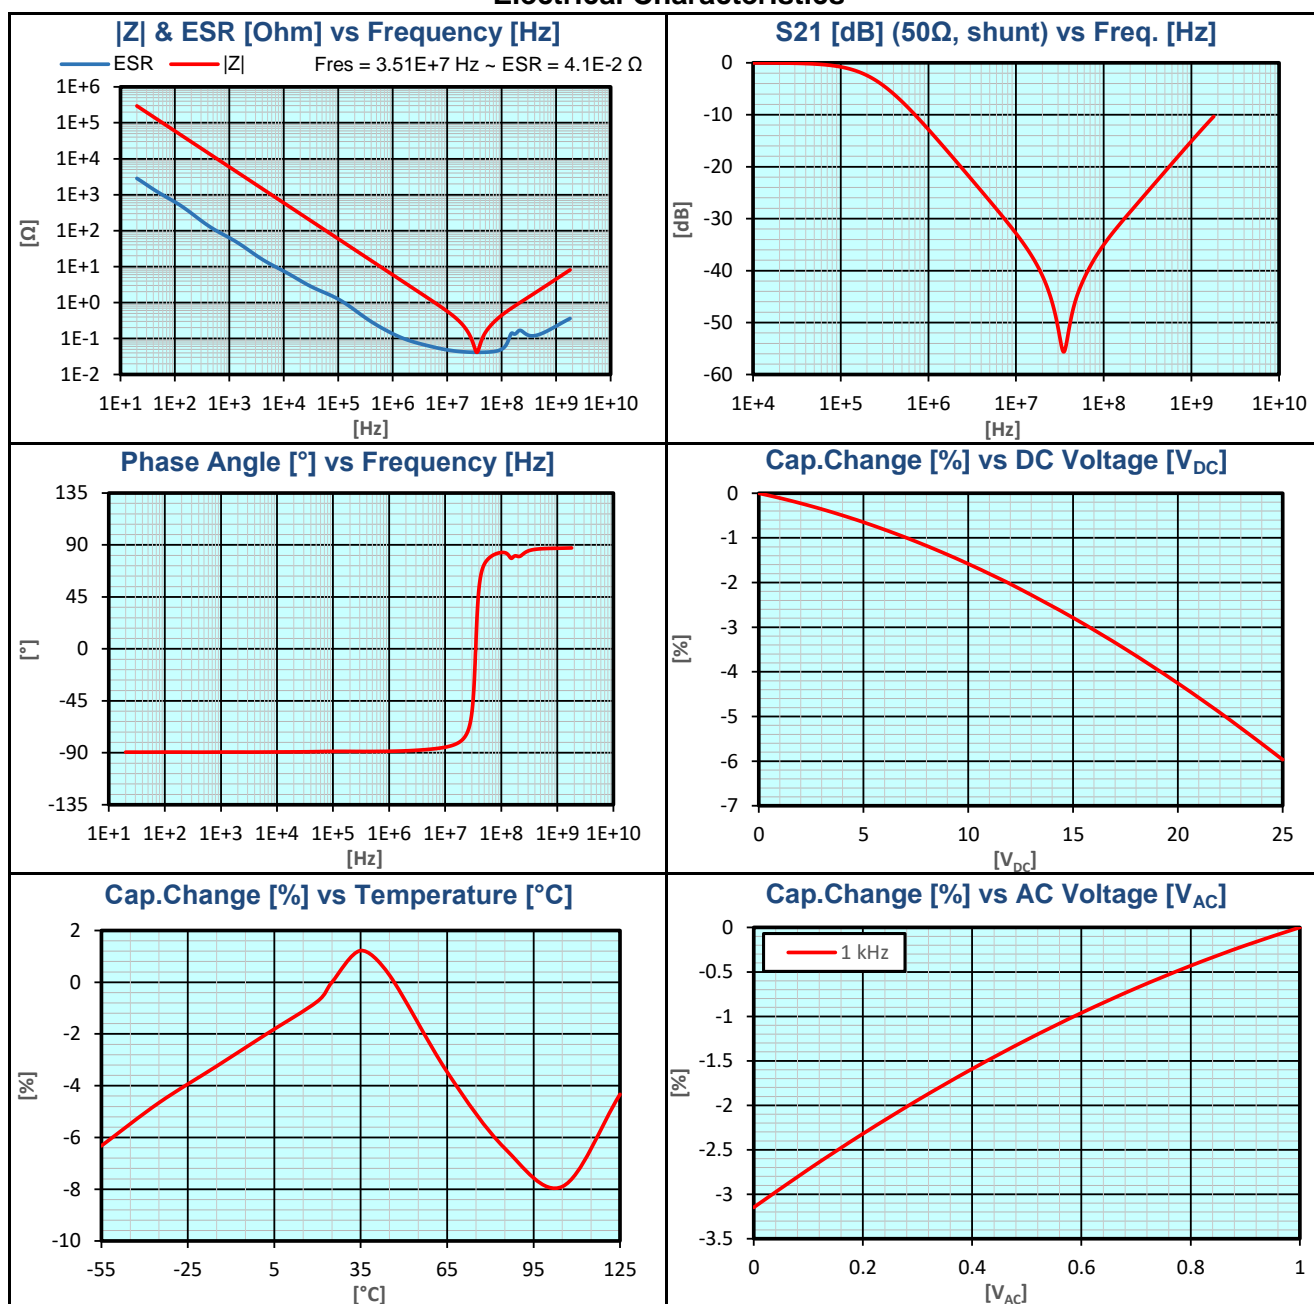 Electrical Characteristics
|Z| & ESR [Ohm] vs Frequency [Hz]
ESR |Z| Fres = 3.51E+7 Hz ~ ESR = 4.1E-2 Ω
1E+6
1E+5
1E+4
1E+3
1E+2
1E+1
1E+0
1E-1
1E-2
[Ω]
1E+1 1E+2 1E+3 1E+4 1E+5 1E+6 1E+7 1E+8 1E+9 1E+10
[Hz]
S21 [dB] (50Ω, shunt) vs Freq. [Hz]
0
-10
-20
-30
-40
-50
-60
[dB]
1E+4 1E+5 1E+6 1E+7 1E+8 1E+9 1E+10
[Hz]
Phase Angle [°] vs Frequency [Hz]
135
90
45
0
-45
-90
-135
[°]
1E+1 1E+2 1E+3 1E+4 1E+5 1E+6 1E+7 1E+8 1E+9 1E+10
[Hz]
Cap.Change [%] vs DC Voltage [VDC]
0
-1
-2
-3
-4
-5
-6
-7
[%]
0 5 10 15 20 25
[VDC]
Cap.Change [%] vs Temperature [°C]
2
0
-2
-4
-6
-8
-10
[%]
-55 -25 5 35 65 95 125
[°C]
Cap.Change [%] vs AC Voltage [VAC]
1 kHz
0
-0.5
-1
-1.5
-2
-2.5
-3
-3.5
[%]
0 0.2 0.4 0.6 0.8 1
[VAC]